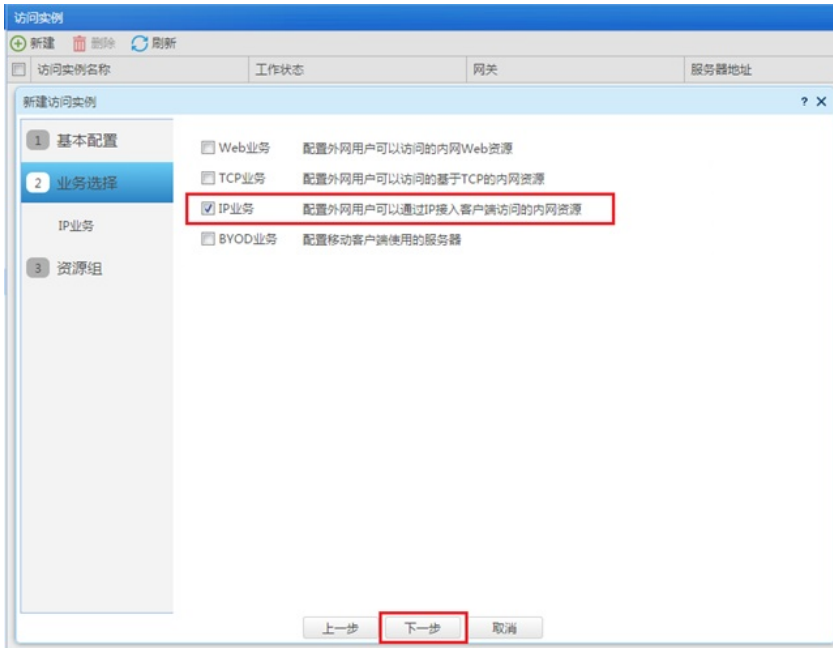 访问实例
新建 删除 刷新
访问实例名称 工作状态 网关 服务器地址
新建访问实例 ? X
1 基本配置
Web业务 配置外网用户可以访问的内网Web资源
TCP业务 配置外网用户可以访问的基于TCP的内网资源
2 业务选择
IP业务 配置外网用户可以通过IP接入客户端访问的内网资源
IP业务
BYOD业务 配置移动客户端使用的服务器
3 资源组
上一步 下一步 取消